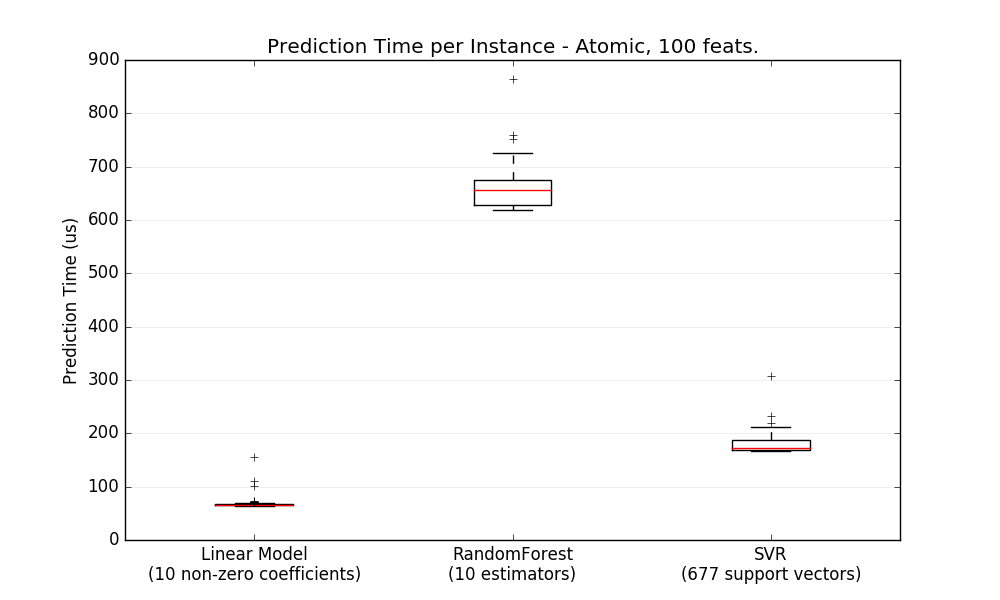 Prediction Time per Instance - Atomic, 100 feats.
900
800
700
600
500
400
300
200
100
0
Prediction Time (us)
Linear Model
(10 non-zero coefficients)
RandomForest
(10 estimators)
SVR
(677 support vectors)